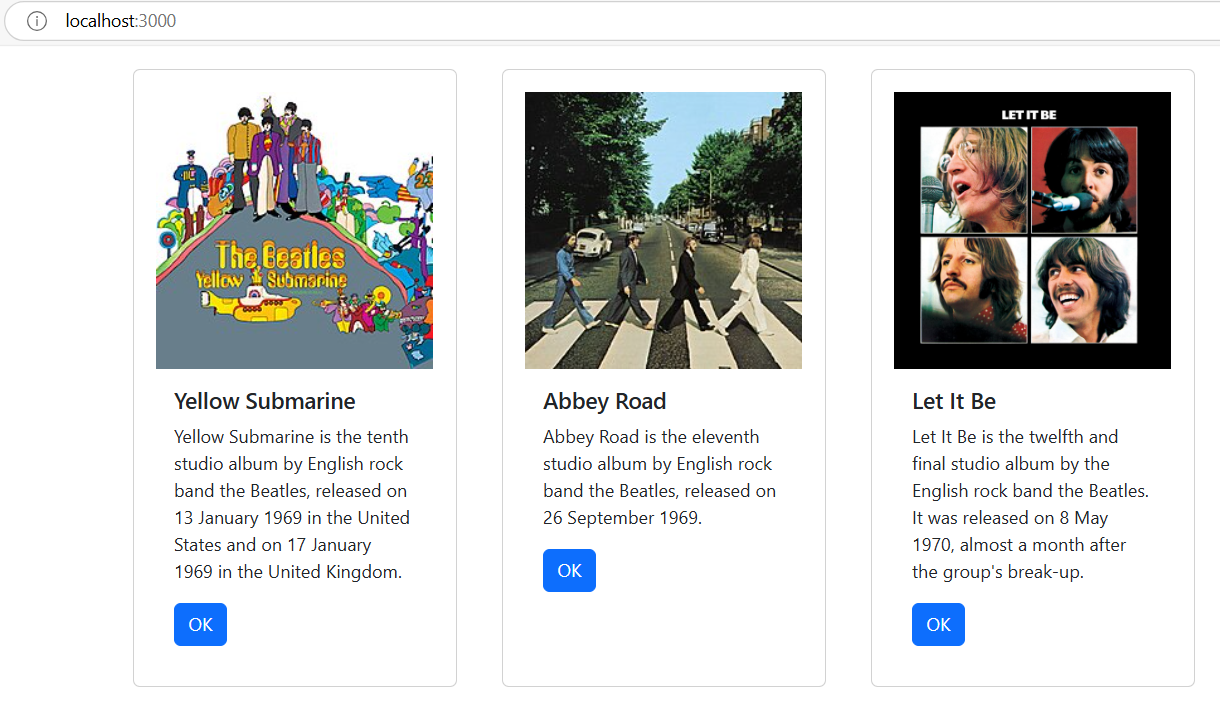 localhost:3000
The Beatles
Yellow Submarine
Yellow Submarine
Yellow Submarine is the tenth
studio album by English rock
band the Beatles, released on
13 January 1969 in the United
States and on 17 January
1969 in the United Kingdom.
OK
Abbey Road
Abbey Road is the eleventh
studio album by English rock
band the Beatles, released on
26 September 1969.
OK
LET IT BE
Let It Be
Let It Be is the twelfth and
final studio album by the
English rock band the Beatles.
It was released on 8 May
1970, almost a month after
the group's break-up.
OK